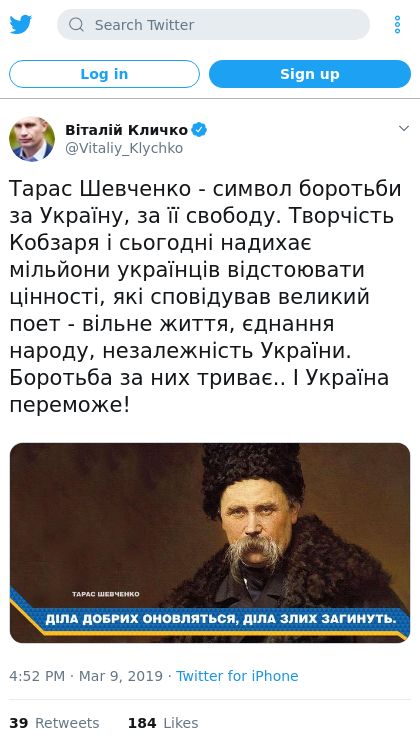 Search Twitter
Log in
Sign up
Віталій Кличко
@Vitaliy_Klychko
Тарас Шевченко - символ боротьби
за Україну, за її свободу. Творчість
Кобзаря і сьогодні надихає
мільйони українців відстоювати
цінності, які сповідував великий
поет - вільне життя, єднання
народу, незалежність України.
Боротьба за них триває.. І Україна
переможе!
ТАРАС ШЕВЧЕНКО
ДІЛА ДОБРИХ ОНОВЛЯТЬСЯ, ДІЛА ЗЛИХ ЗАГИНУТЬ.
4:52 PM · Mar 9, 2019 · Twitter for iPhone
39 Retweets 184 Likes